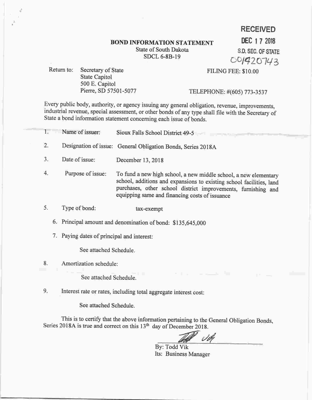 RECEIVED
DEC 17 2018
S.D. SEC. OF STATE
BOND INFORMATION STATEMENT
State of South Dakota
SDCL 6-8B-19
Return to: Secretary of State
State Capitol
500 E. Capitol
Pierre, SD 57501-5077
FILING FEE: $10.00
TELEPHONE: #(605) 773-3537
Every public body, authority, or agency issuing any general obligation, revenue, improvements,
industrial revenue, special assessment, or other bonds of any type shall file with the Secretary of
State a bond information statement concerning each issue of bonds.
1. Name of issuer: Sioux Falls School District 49-5
2. Designation of issue: General Obligation Bonds, Series 2018A
3. Date of issue: December 13, 2018
4. Purpose of issue: To fund a new high school, a new middle school, a new elementary
school, additions and expansions to existing school facilities, land
purchases, other school district improvements, furnishing and
equipping same and financing costs of issuance
5. Type of bond: tax-exempt
6. Principal amount and denomination of bond: $135,645,000
7. Paying dates of principal and interest:
See attached Schedule.
8. Amortization schedule:
See attached Schedule.
9. Interest rate or rates, including total aggregate interest cost:
See attached Schedule.
This is to certify that the above information pertaining to the General Obligation Bonds,
Series 2018A is true and correct on this 13th day of December 2018.
By: Todd Vik
Its: Business Manager